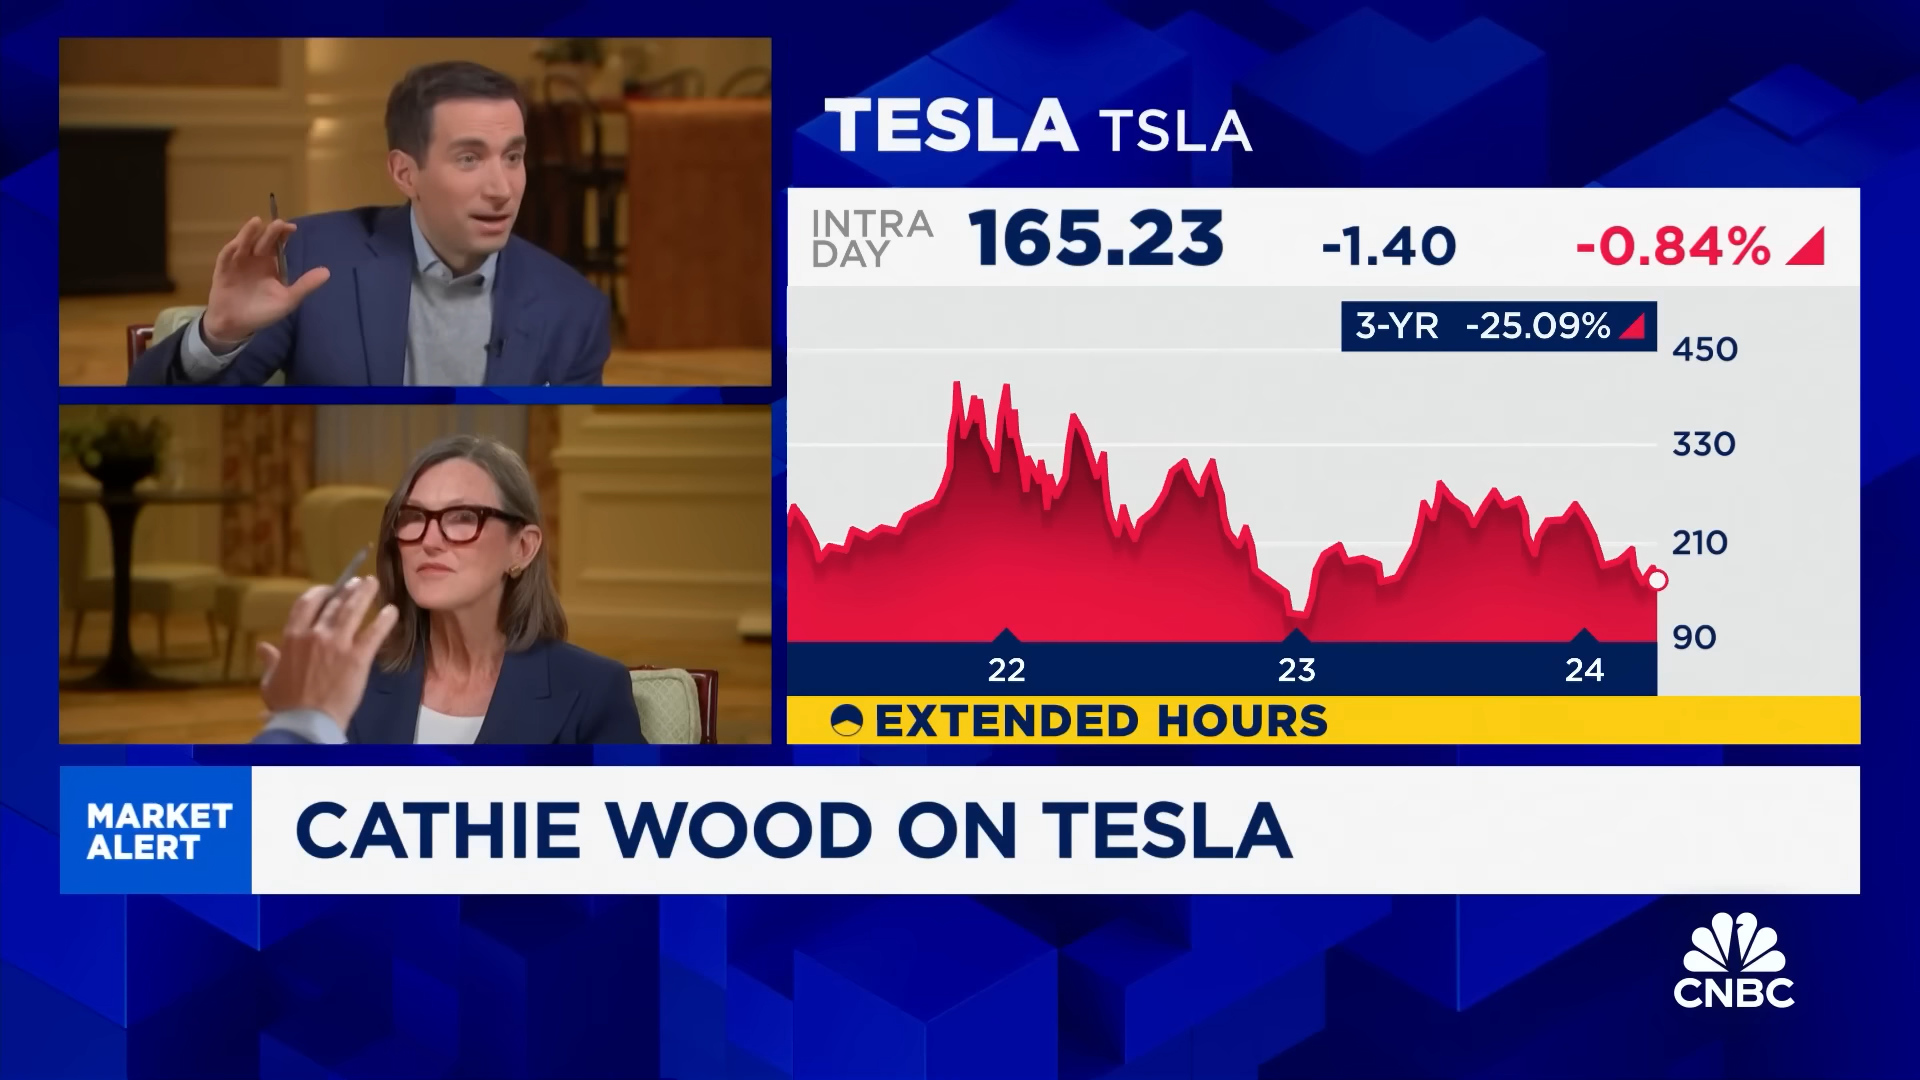 TESLA TSLA
INTRA
DAY
165.23 -1.40 -0.84%
3-YR -25.09%
450
330
210
90
22 23 24
EXTENDED HOURS
MARKET
ALERT
CATHIE WOOD ON TESLA
CNBC